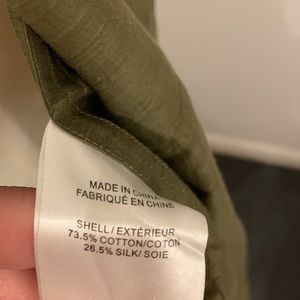 MADE IN CHINA
FABRIQUÉ EN CHINE
SHELL/EXTÉRIEUR
73.5% COTTON/COTON
26.5% SILK/SOIE